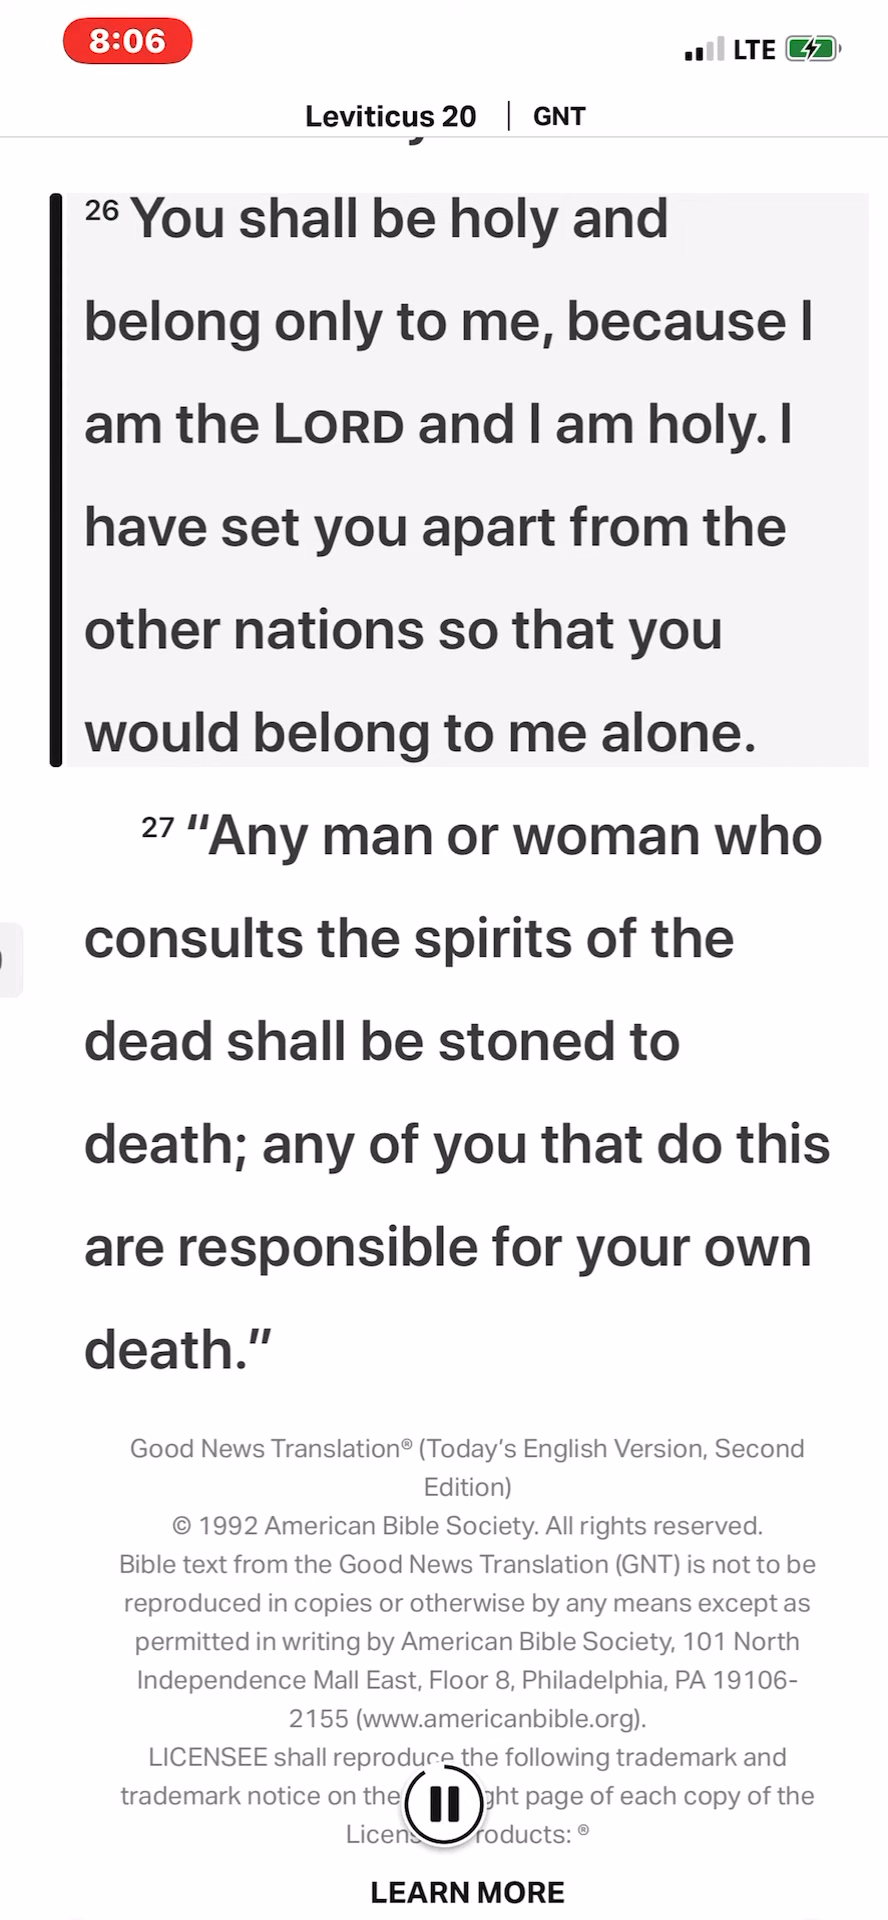 8:06
LTE
Leviticus 20 | GNT
26 You shall be holy and
belong only to me, because I
am the LORD and I am holy. I
have set you apart from the
other nations so that you
would belong to me alone.
27 “Any man or woman who
consults the spirits of the
dead shall be stoned to
death; any of you that do this
are responsible for your own
death.”
Good News Translation® (Today’s English Version, Second
Edition)
© 1992 American Bible Society. All rights reserved.
Bible text from the Good News Translation (GNT) is not to be
reproduced in copies or otherwise by any means except as
permitted in writing by American Bible Society, 101 North
Independence Mall East, Floor 8, Philadelphia, PA 19106-
2155 (www.americanbible.org).
LICENSEE shall reproduce the following trademark and
trademark notice on the page of each copy of the
®
LEARN MORE